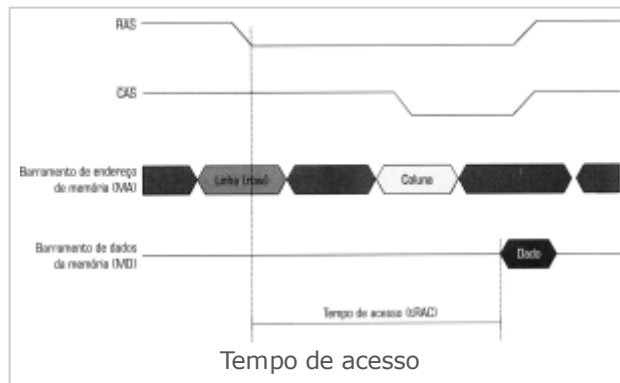 RAS
CAS
Barramento de endereço
de memória (MA)
Linha (row)
Coluna
Barramento de dados
da memória (MD)
Dado
Tempo de acesso (tRAC)
Tempo de acesso